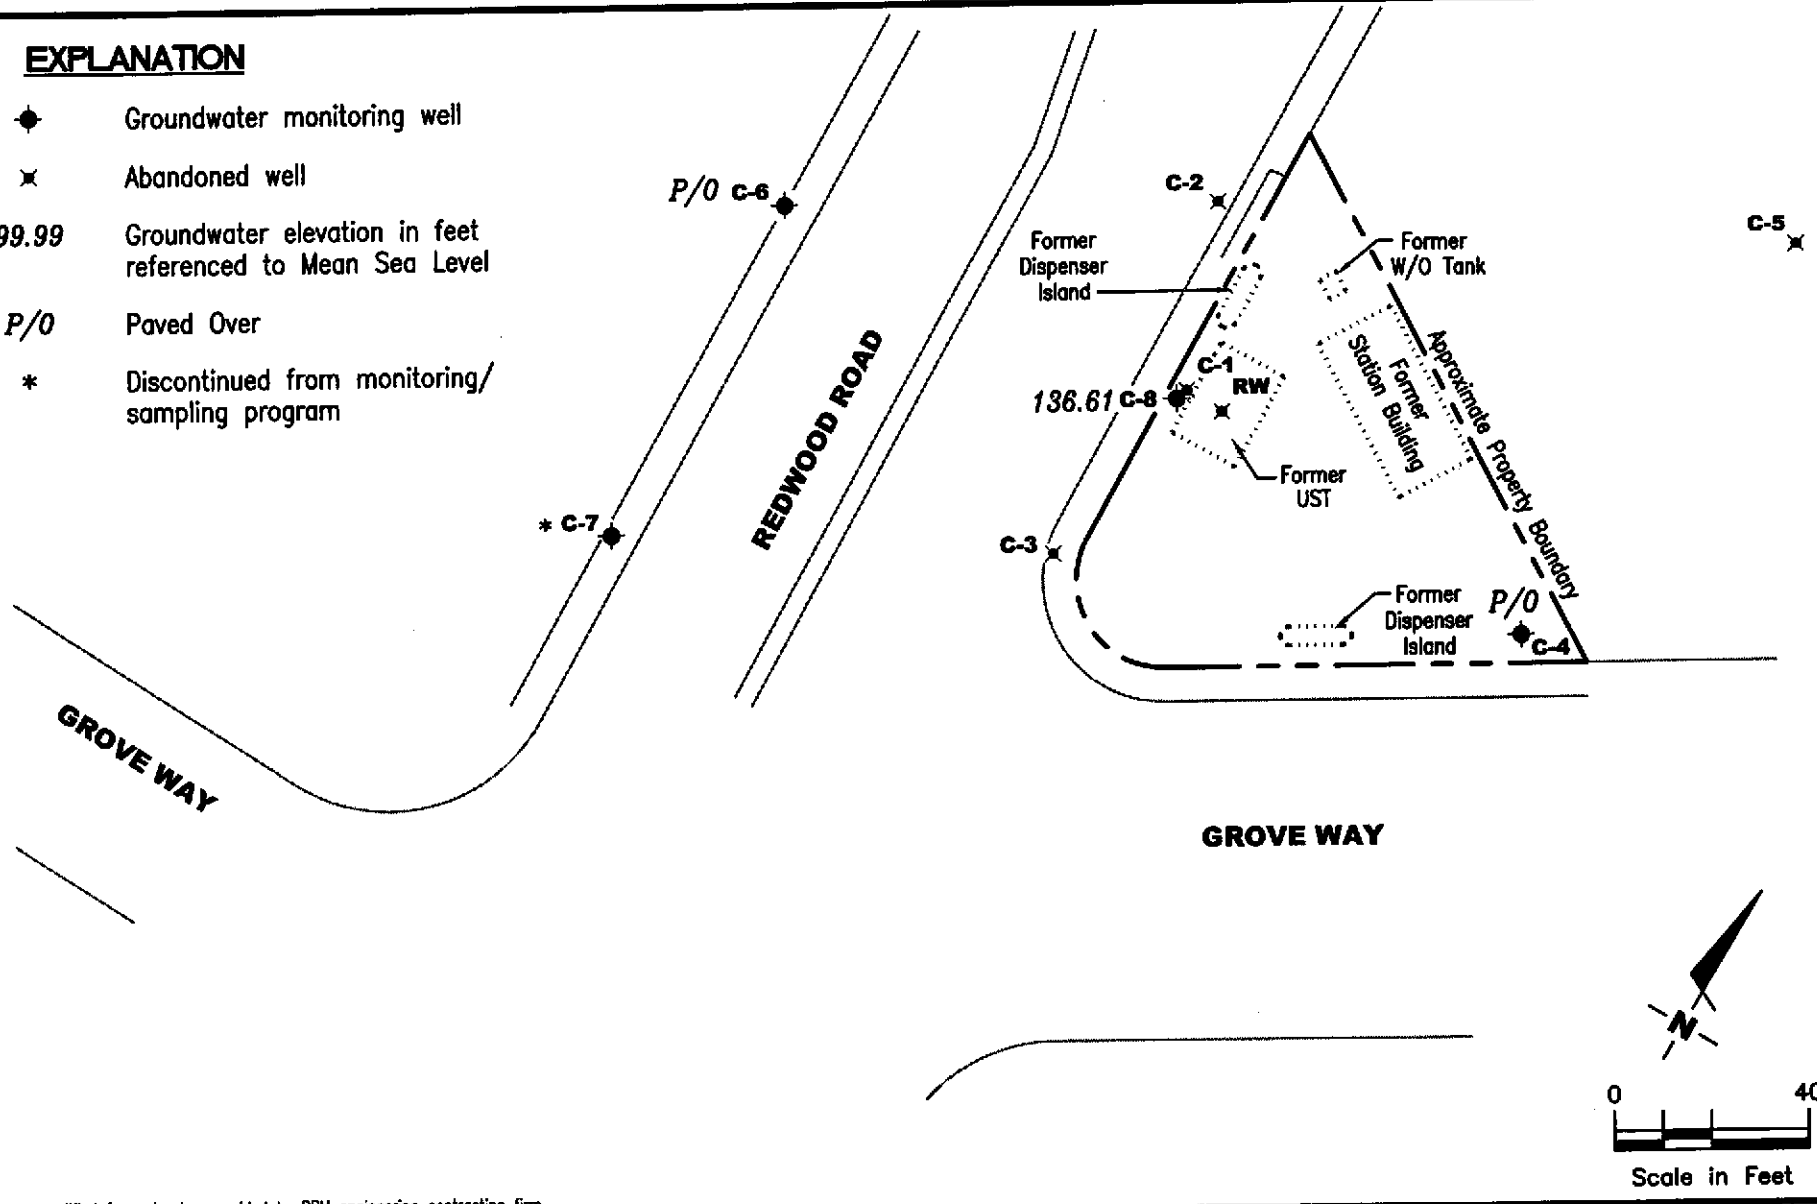 EXPLANATION
Groundwater monitoring well
Abandoned well
99.99 Groundwater elevation in feet
referenced to Mean Sea Level
P/O Paved Over
* Discontinued from monitoring/
sampling program
P/O C-6
* C-7
REDWOOD ROAD
GROVE WAY
C-2
C-5
Former
Dispenser
Island
Former
W/O Tank
C-1
RW
136.61 C-8
Former
Station Building
Approximate Property Boundary
Former
UST
C-3
Former
Dispenser
Island
P/O
C-4
GROVE WAY
N
0 40
Scale in Feet